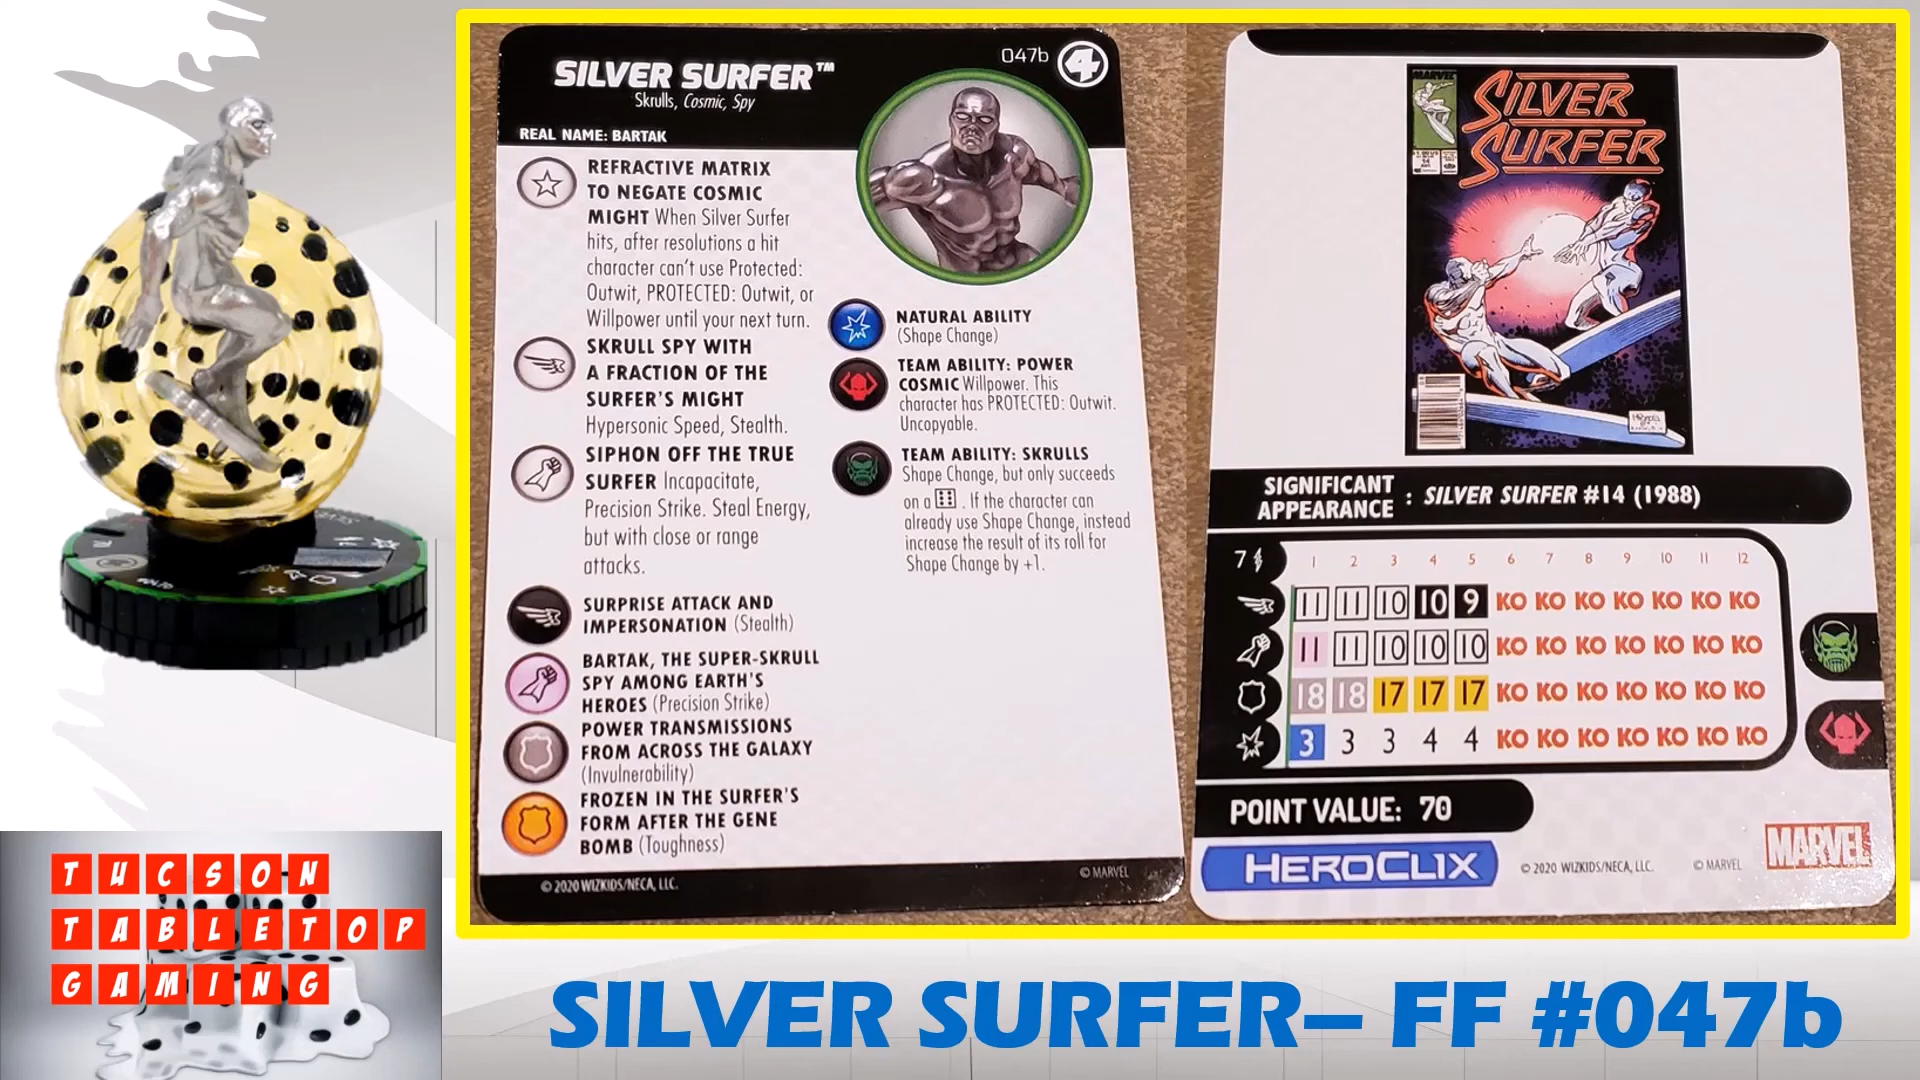 SILVER SURFER™
047b
4
Skrulls, Cosmic, Spy
REAL NAME: BARTAK
REFRACTIVE MATRIX
TO NEGATE COSMIC
MIGHT When Silver Surfer
hits, after resolutions a hit
character can't use Protected:
Outwit, PROTECTED: Outwit, or
Willpower until your next turn.
SKRULL SPY WITH
A FRACTION OF THE
SURFER'S MIGHT
Hypersonic Speed, Stealth.
SIPHON OFF THE TRUE
SURFER Incapacitate,
Precision Strike. Steal Energy,
but with close or range
attacks.
SURPRISE ATTACK AND
IMPERSONATION (Stealth)
BARTAK, THE SUPER-SKRULL
SPY AMONG EARTH'S
HEROES (Precision Strike)
POWER TRANSMISSIONS
FROM ACROSS THE GALAXY
(Invulnerability)
FROZEN IN THE SURFER'S
FORM AFTER THE GENE
BOMB (Toughness)
NATURAL ABILITY
(Shape Change)
TEAM ABILITY: POWER
COSMIC Willpower. This
character has PROTECTED: Outwit.
Uncopyable.
TEAM ABILITY: SKRULLS
Shape Change, but only succeeds
on a . If the character can
already use Shape Change, instead
increase the result of its roll for
Shape Change by +1.
© 2020 WIZKIDS/NECA, LLC.
© MARVEL
MARVEL
SILVER
SURFER
SIGNIFICANT
APPEARANCE : SILVER SURFER #14 (1988)
7 1 2 3 4 5 6 7 8 9 10 11 12
11 11 10 10 9 KO KO KO KO KO KO KO
11 11 10 10 10 KO KO KO KO KO KO KO
18 18 17 17 17 KO KO KO KO KO KO KO
3 3 3 4 4 KO KO KO KO KO KO KO
POINT VALUE: 70
HEROCLIX
© 2020 WIZKIDS/NECA, LLC.
© MARVEL
MARVEL
TUCSON
TABLETOP
GAMING
SILVER SURFER– FF #047b